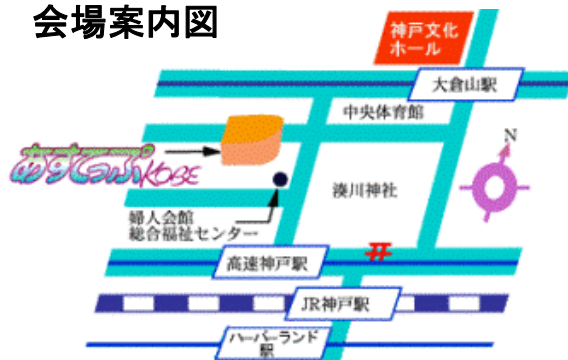 会場案内図
神戸文化
ホール
大倉山駅
中央体育館
N
あすてっぷKOBE
湊川神社
婦人会館
総合福祉センター
高速神戸駅
JR神戸駅
ハーバーランド
駅